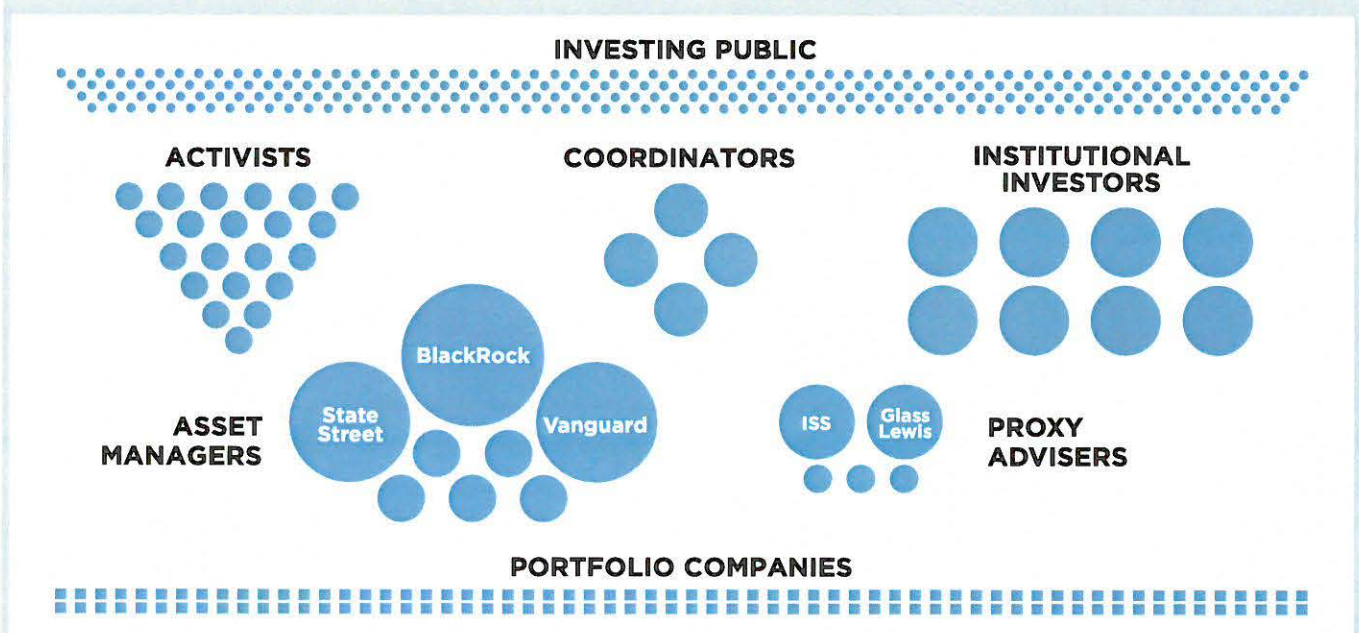 INVESTING PUBLIC
ACTIVISTS
COORDINATORS
INSTITUTIONAL
INVESTORS
BlackRock
State
Street
Vanguard
ASSET
MANAGERS
ISS
Glass
Lewis
PROXY
ADVISERS
PORTFOLIO COMPANIES